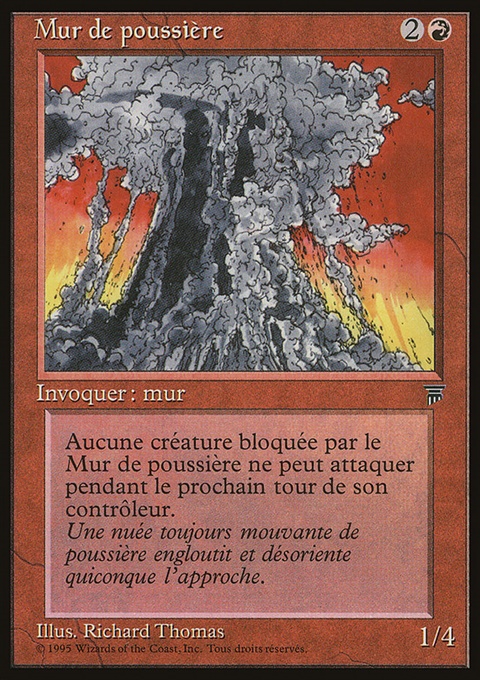 Mur de poussière 2
Invoquer : mur
Aucune créature bloquée par le
Mur de poussière ne peut attaquer
pendant le prochain tour de son
contrôleur.
Une nuée toujours mouvante de
poussière engloutit et désoriente
quiconque l'approche.
Illus. Richard Thomas
1/4
© 1995 Wizards of the Coast, Inc. Tous droits réservés.